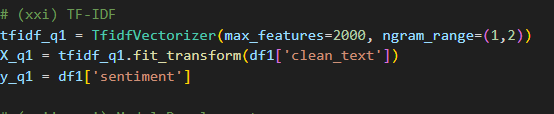 # (xxi) TF-IDF
tfidf_q1 = TfidfVectorizer(max_features=2000, ngram_range=(1,2))
X_q1 = tfidf_q1.fit_transform(df1['clean_text'])
y_q1 = df1['sentiment']